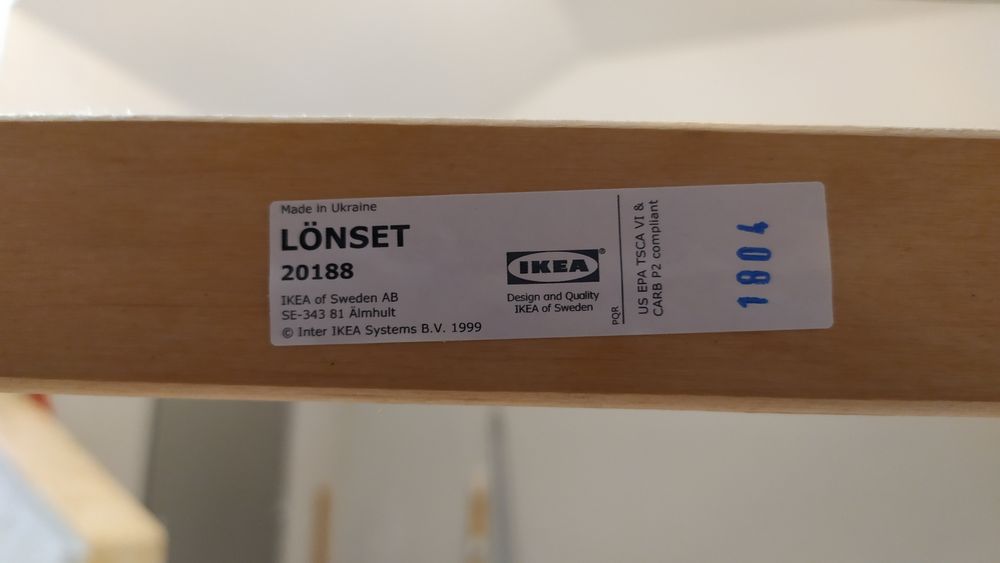 Made in Ukraine
LÖNSET
20188
IKEA of Sweden AB
SE-343 81 Älmhult
© Inter IKEA Systems B.V. 1999
IKEA®
Design and Quality
IKEA of Sweden
PQR
US EPA TSCA VI &
CARB P2 compliant
1804